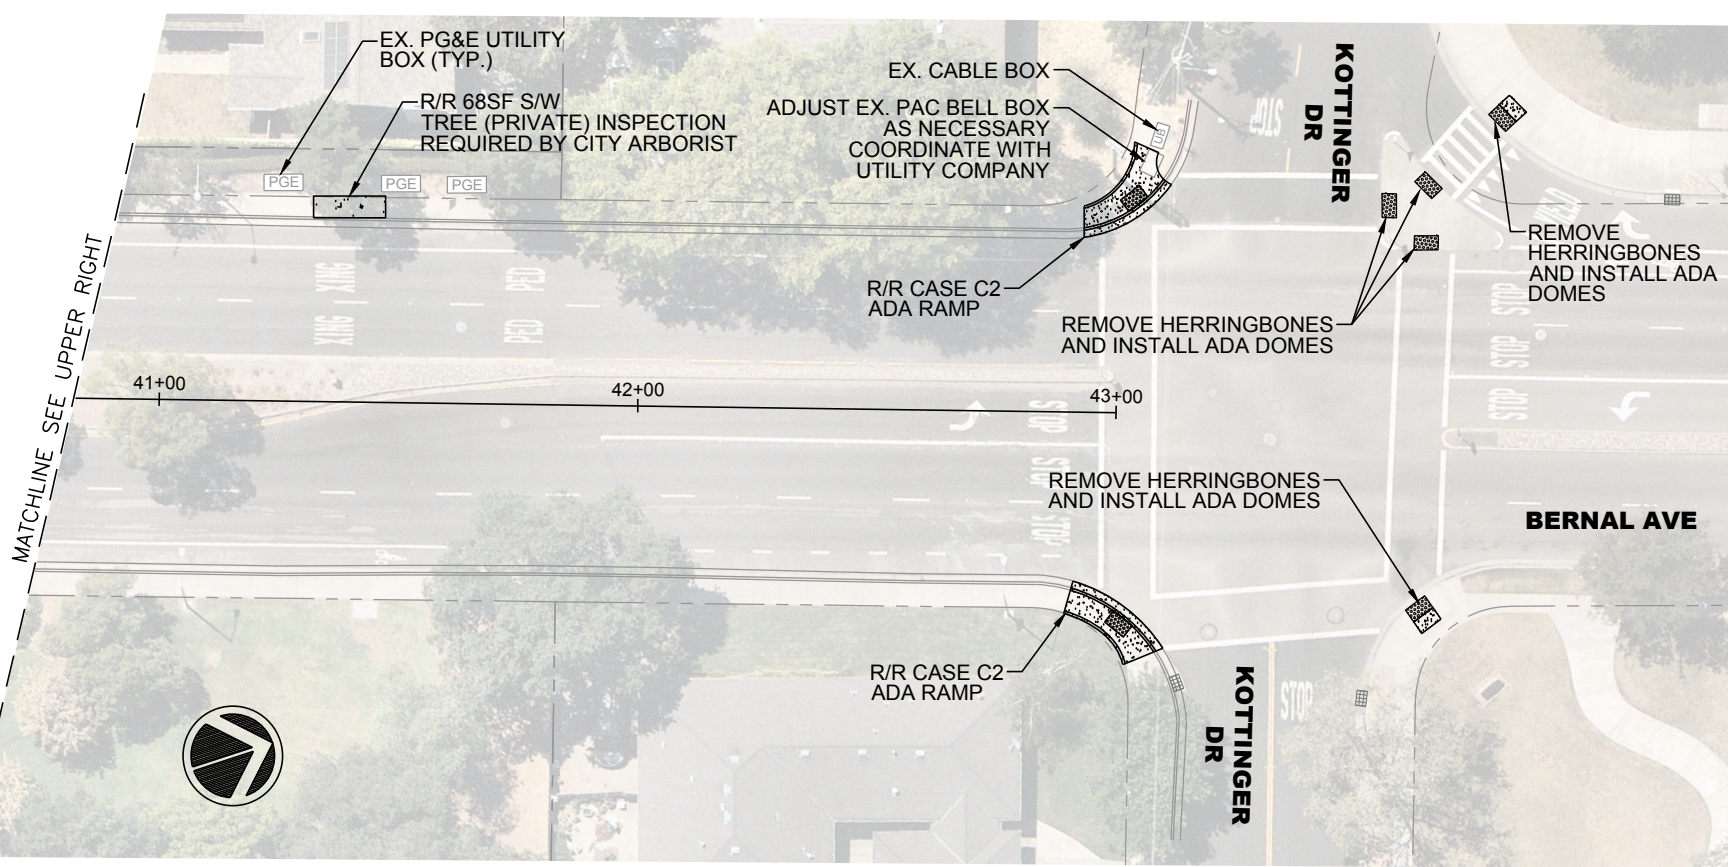 EX. PG&E UTILITY
BOX (TYP.)
R/R 68SF S/W
TREE (PRIVATE) INSPECTION
REQUIRED BY CITY ARBORIST
PGE
PGE
PGE
EX. CABLE BOX
ADJUST EX. PAC BELL BOX
AS NECESSARY
COORDINATE WITH
UTILITY COMPANY
KOTTINGER
DR
STOP
REMOVE
HERRINGBONES
AND INSTALL ADA
DOMES
R/R CASE C2
ADA RAMP
REMOVE HERRINGBONES
AND INSTALL ADA DOMES
XING
XING
PED
PED
STOP
STOP
STOP
MATCHLINE SEE UPPER RIGHT
41+00
42+00
43+00
STOP
STOP
STOP
REMOVE HERRINGBONES
AND INSTALL ADA DOMES
BERNAL AVE
R/R CASE C2
ADA RAMP
KOTTINGER
DR
STOP